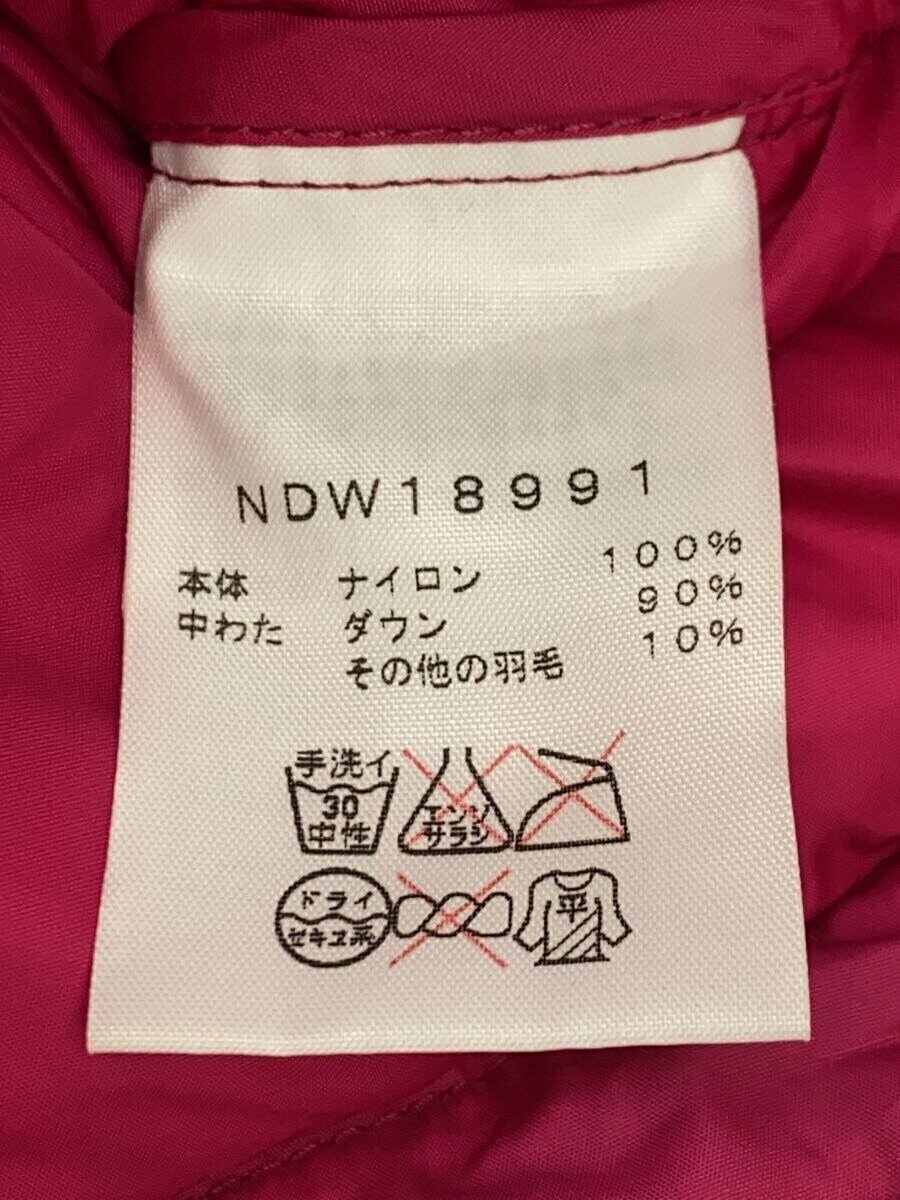 NDW18991
本体 ナイロン 100%
中わた ダウン 90%
その他の羽毛 10%
手洗イ
30
中性
エンソ
サラシ
ドライ
セキユ系
平